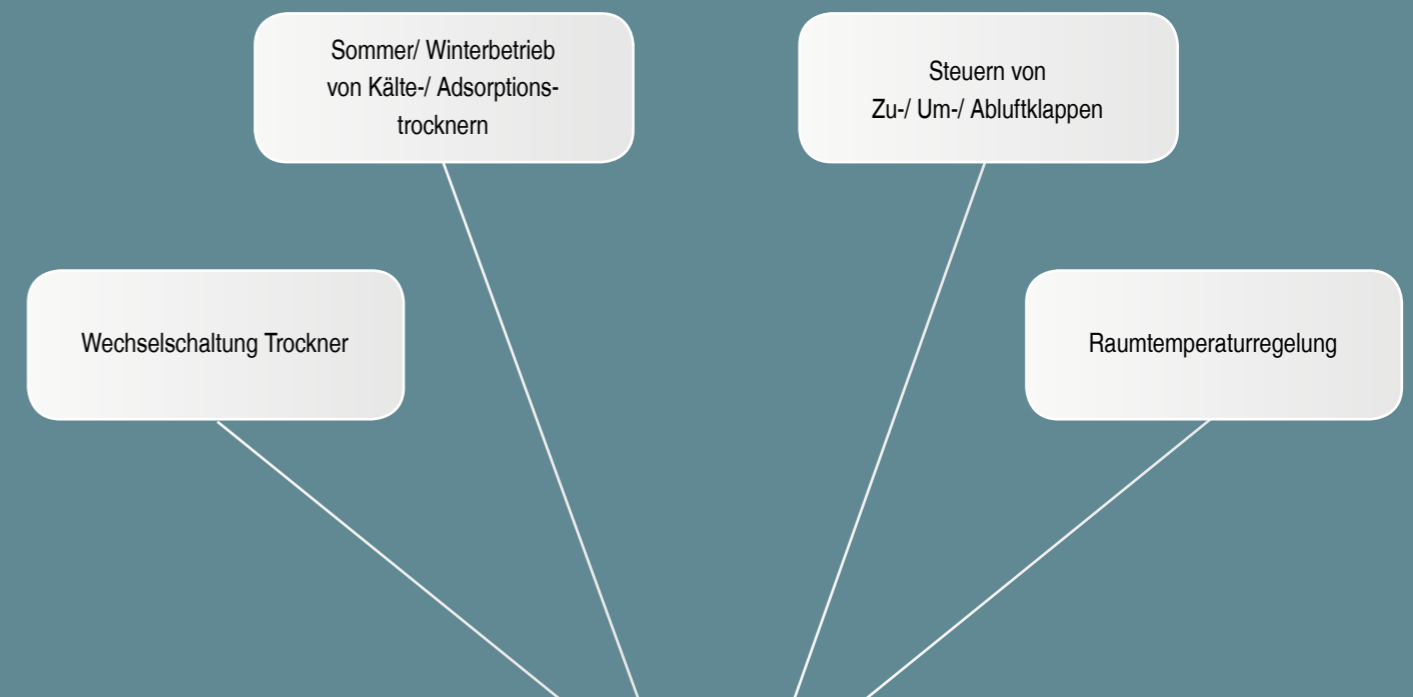 Sommer/ Winterbetrieb
von Kälte-/ Adsorptions-
trocknern
Steuern von
Zu-/ Um-/ Abluftklappen
Wechselschaltung Trockner
Raumtemperaturregelung